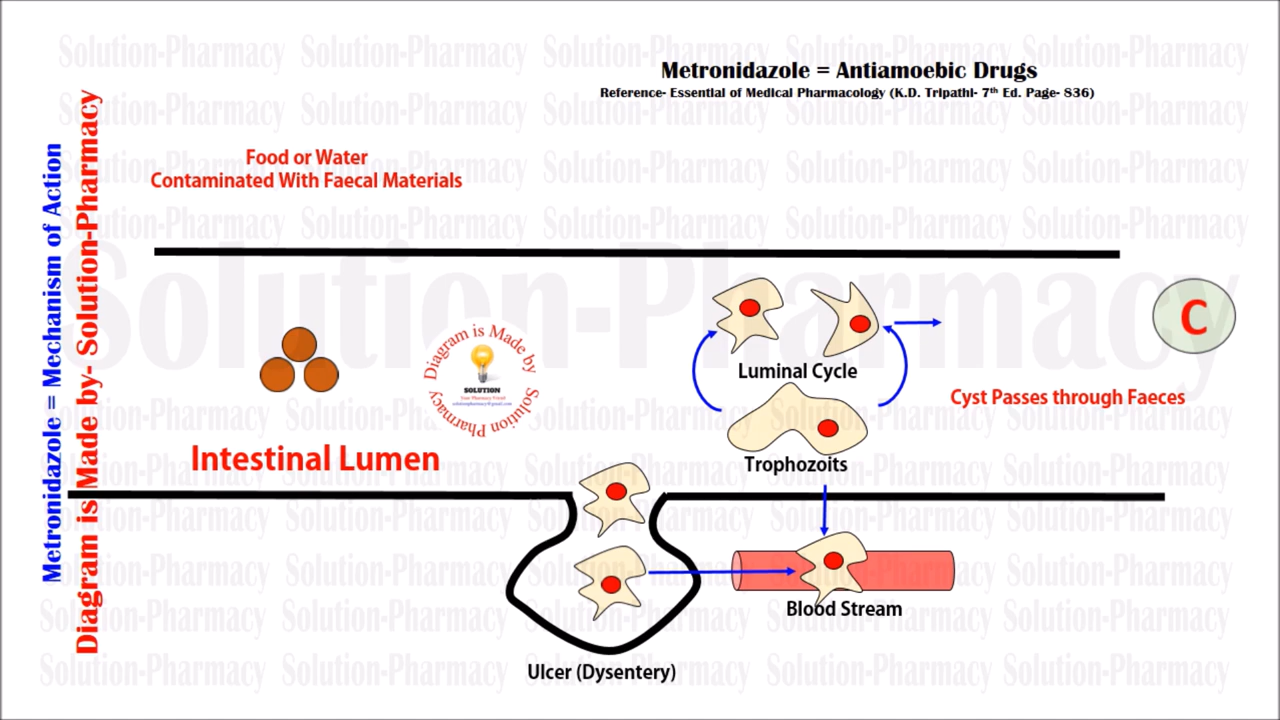 Metronidazole = Antiamoebic Drugs
Reference- Essential of Medical Pharmacology (K.D. Tripathi- 7th Ed. Page- 836)
Metronidazole = Mechanism of Action
Diagram is Made by- Solution-Pharmacy
Food or Water
Contaminated With Faecal Materials
Diagram is Made by Solution Pharmacy
SOLUTION
Luminal Cycle
C
Cyst Passes through Faeces
Intestinal Lumen
Trophozoits
Blood Stream
Ulcer (Dysentery)
Solution-Pharmacy